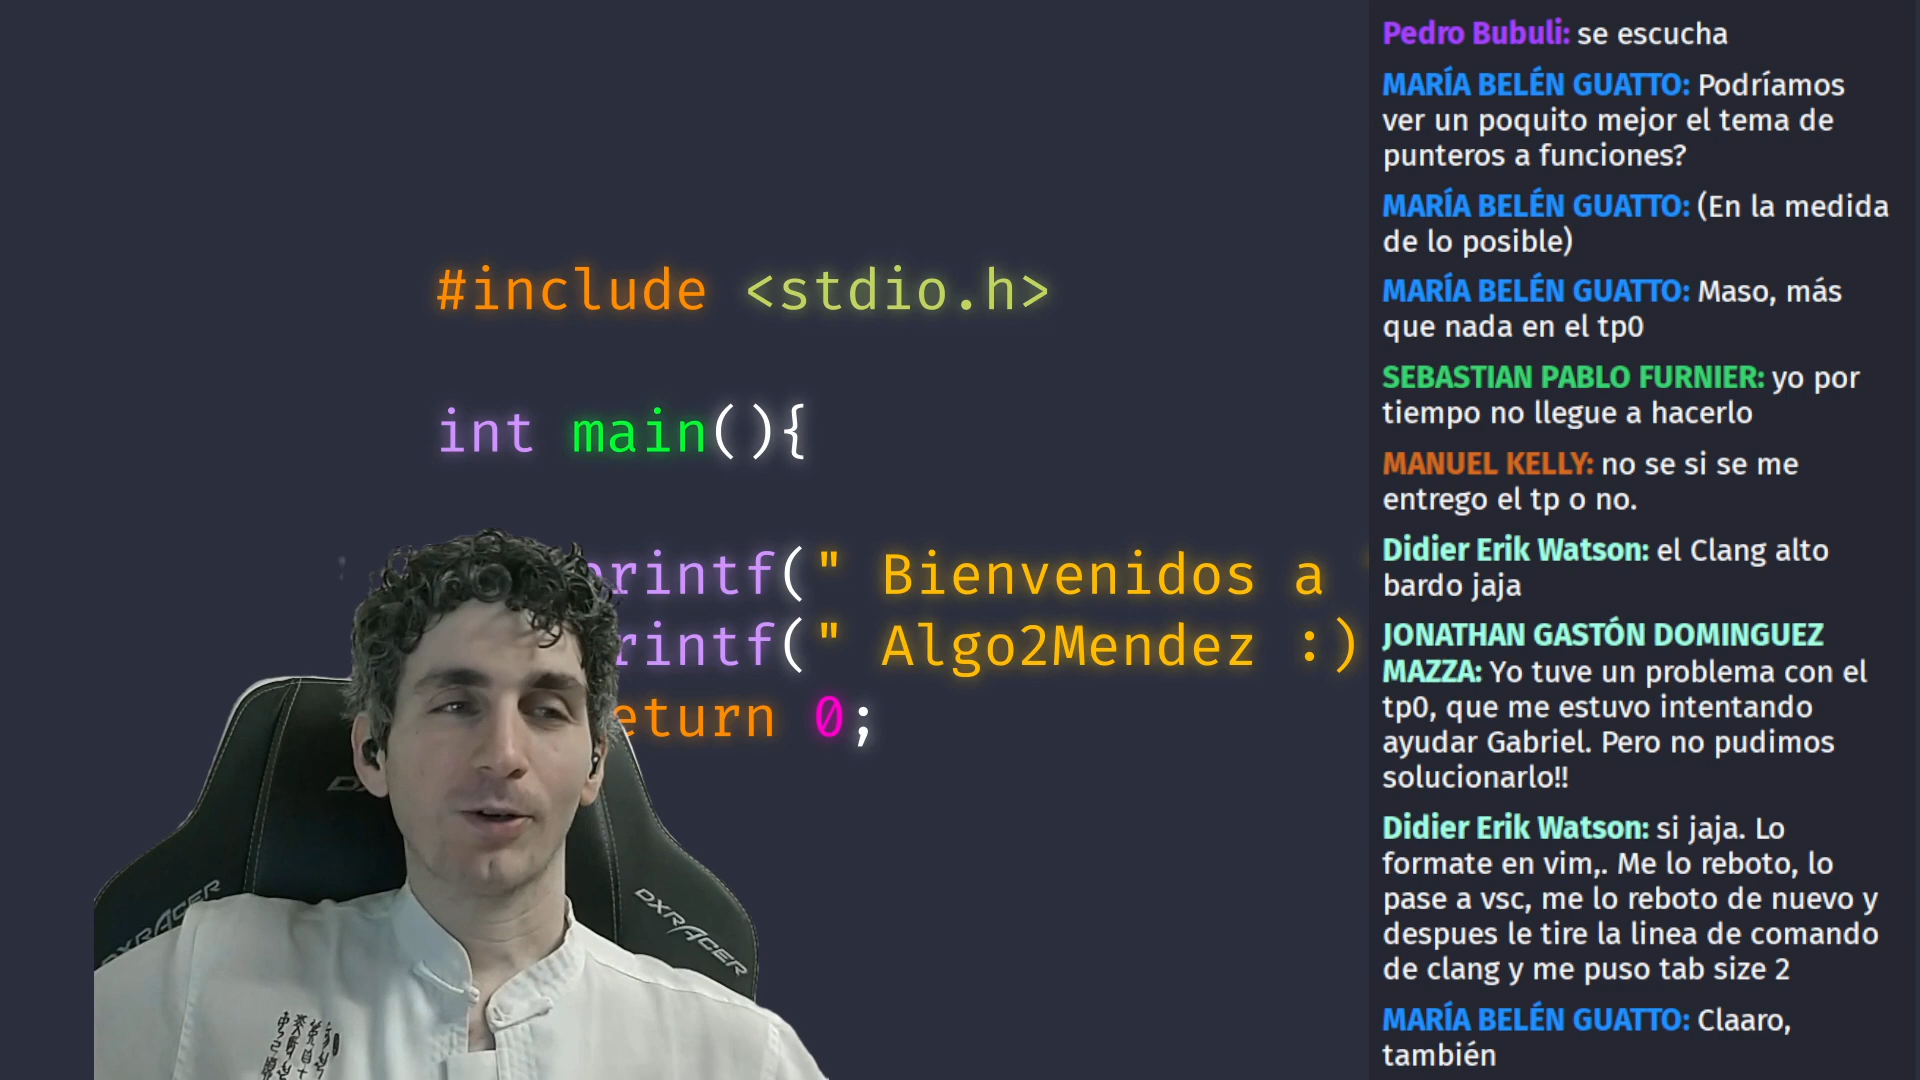 #include <stdio.h>
int main(){
printf(" Bienvenidos a
rintf(" Algo2Mendez :)
eturn 0;
DXRACER
DXRACER
Pedro Bubuli: se escucha
MARÍA BELÉN GUATTO: Podríamos
ver un poquito mejor el tema de
punteros a funciones?
MARÍA BELÉN GUATTO: (En la medida
de lo posible)
MARÍA BELÉN GUATTO: Maso, más
que nada en el tp0
SEBASTIAN PABLO FURNIER: yo por
tiempo no llegue a hacerlo
MANUEL KELLY: no se si se me
entrego el tp o no.
Didier Erik Watson: el Clang alto
bardo jaja
JONATHAN GASTÓN DOMINGUEZ
MAZZA: Yo tuve un problema con el
tp0, que me estuvo intentando
ayudar Gabriel. Pero no pudimos
solucionarlo!!
Didier Erik Watson: si jaja. Lo
formate en vim,. Me lo reboto, lo
pase a vsc, me lo reboto de nuevo y
despues le tire la linea de comando
de clang y me puso tab size 2
MARÍA BELÉN GUATTO: Claaro,
también